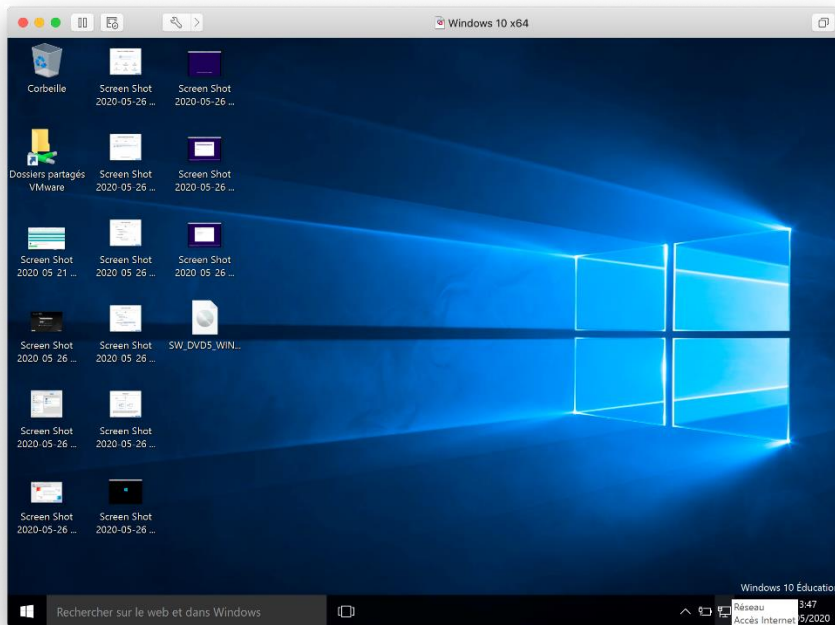 Windows 10 x64
Corbeille
Screen Shot
2020-05-26 ...
Screen Shot
2020-05-26 ...
Dossiers partagés
VMware
Screen Shot
2020-05-26 ...
Screen Shot
2020-05-26 ...
Screen Shot
2020 05 21 ...
Screen Shot
2020 05 26 ...
Screen Shot
2020 05 26 ...
Screen Shot
2020 05 26 ...
Screen Shot
2020 05 26 ...
SW_DVD5_WIN...
Screen Shot
2020-05-26 ...
Screen Shot
2020-05-26 ...
Screen Shot
2020-05-26 ...
Screen Shot
2020-05-26 ...
Windows 10 Éducation
Rechercher sur le web et dans Windows
Réseau
Accès Internet
3:47
05/2020